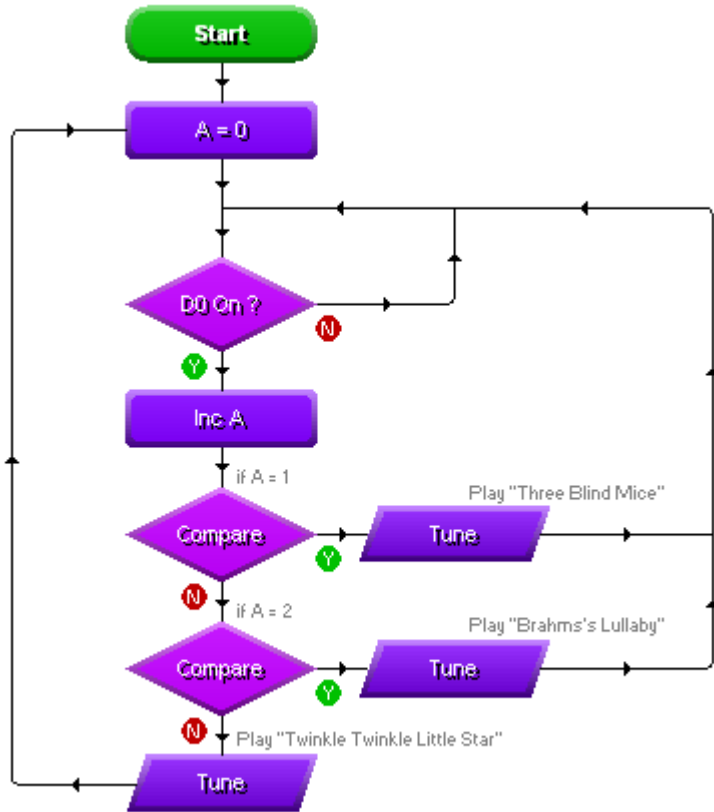 Start
A = 0
D0 On ?
N
Y
Inc A
if A = 1
Play "Three Blind Mice"
Compare
Tune
Y
N
if A = 2
Play "Brahms's Lullaby"
Compare
Tune
Y
N
Play "Twinkle Twinkle Little Star"
Tune